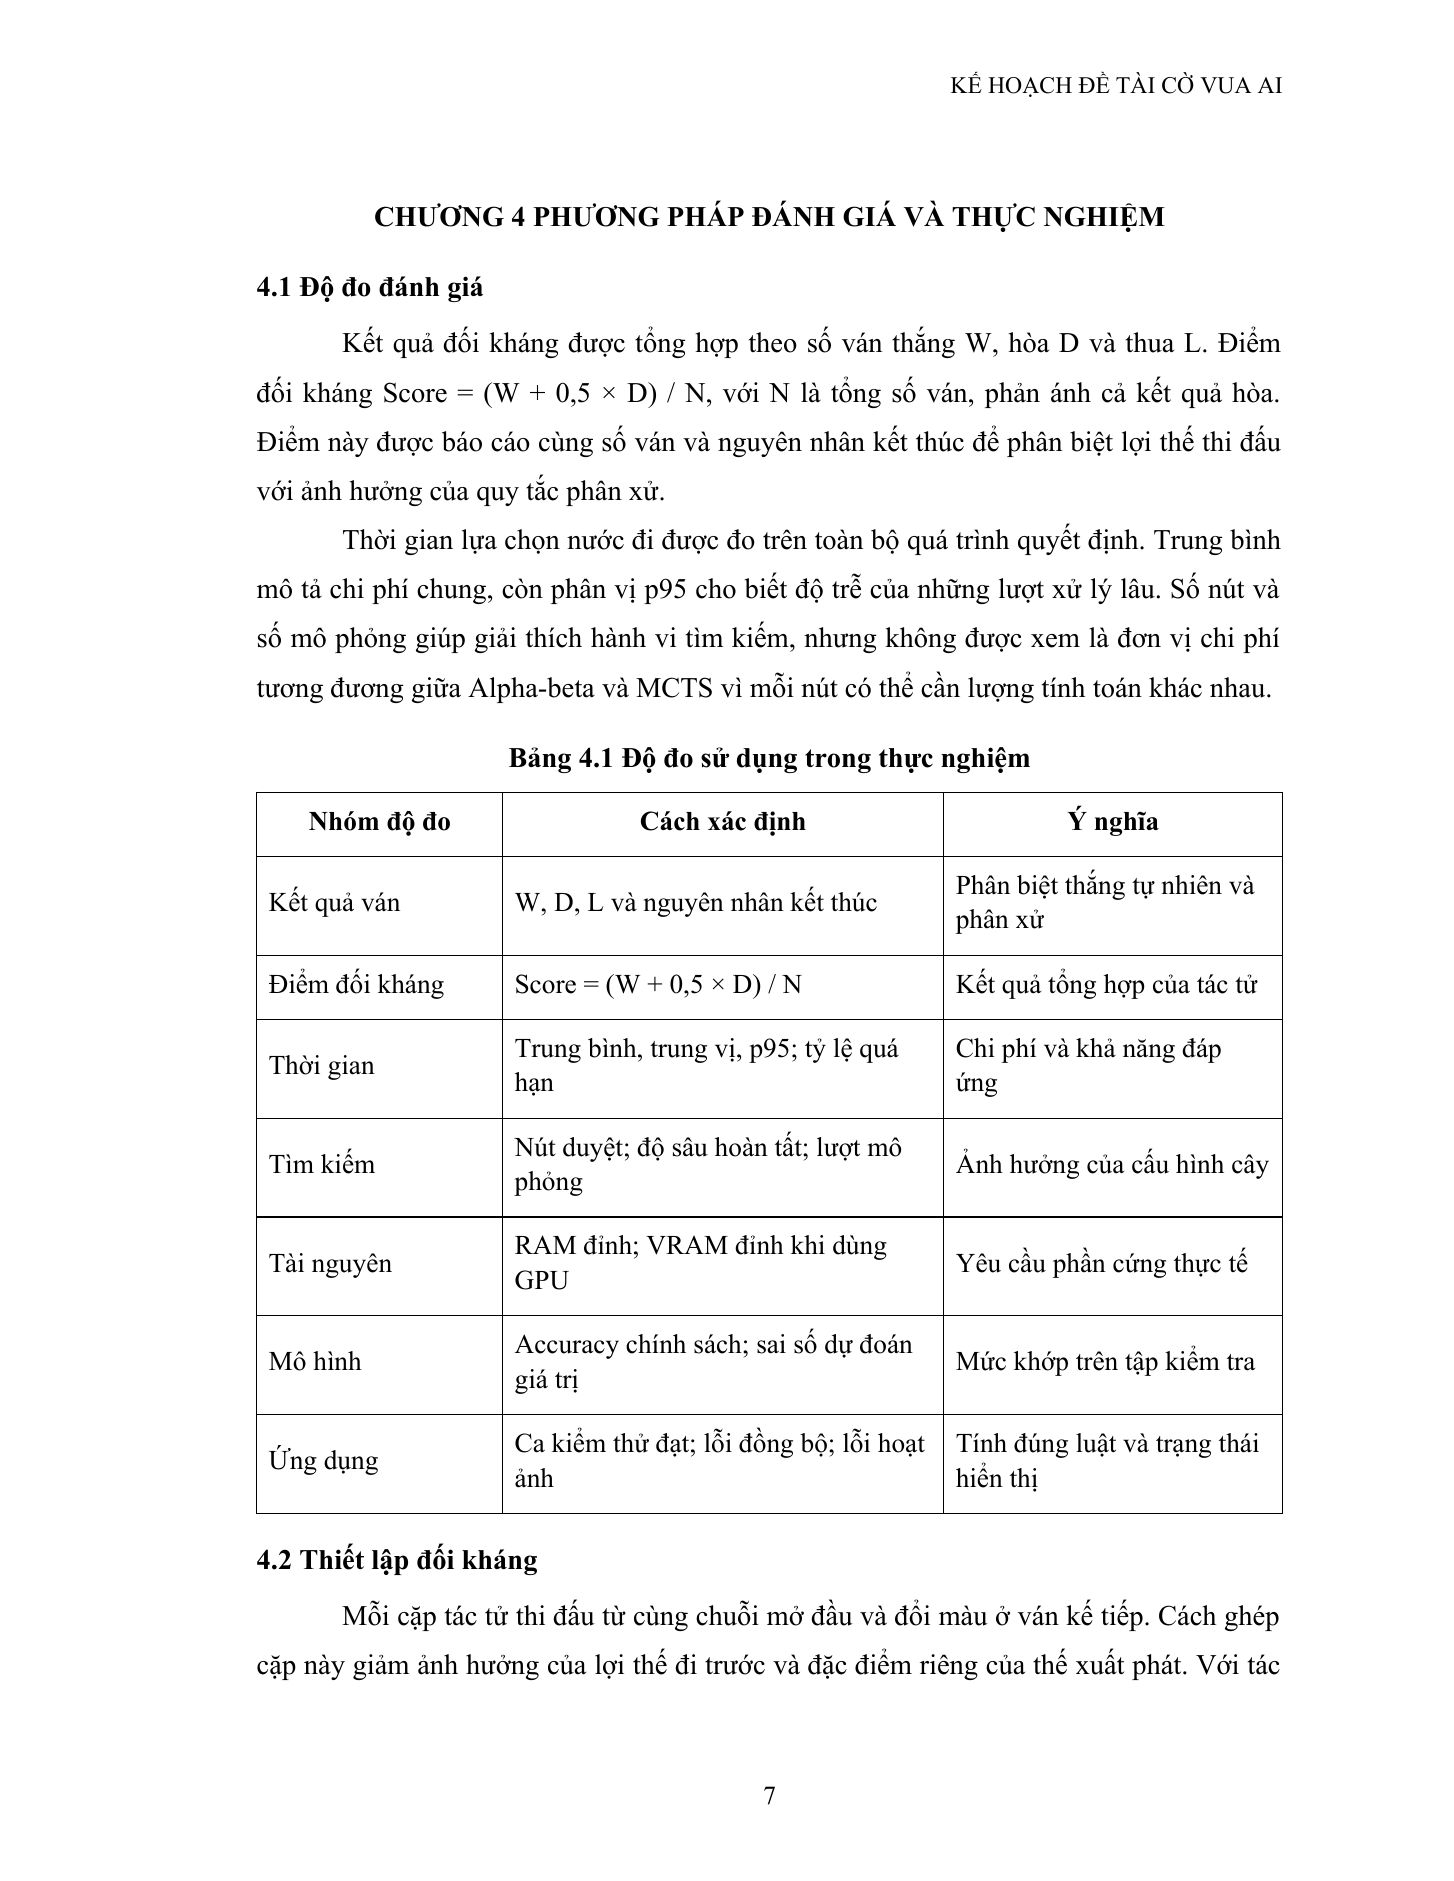 KẾ HOẠCH ĐỀ TÀI CỜ VUA AI
CHƯƠNG 4 PHƯƠNG PHÁP ĐÁNH GIÁ VÀ THỰC NGHIỆM
4.1 Độ đo đánh giá
Kết quả đối kháng được tổng hợp theo số ván thắng W, hòa D và thua L. Điểm
đối kháng Score = (W + 0,5 × D) / N, với N là tổng số ván, phản ánh cả kết quả hòa.
Điểm này được báo cáo cùng số ván và nguyên nhân kết thúc để phân biệt lợi thế thi đấu
với ảnh hưởng của quy tắc phân xử.
Thời gian lựa chọn nước đi được đo trên toàn bộ quá trình quyết định. Trung bình
mô tả chi phí chung, còn phân vị p95 cho biết độ trễ của những lượt xử lý lâu. Số nút và
số mô phỏng giúp giải thích hành vi tìm kiếm, nhưng không được xem là đơn vị chi phí
tương đương giữa Alpha-beta và MCTS vì mỗi nút có thể cần lượng tính toán khác nhau.
Bảng 4.1 Độ đo sử dụng trong thực nghiệm
Nhóm độ đo
Cách xác định
Ý nghĩa
Kết quả ván
W, D, L và nguyên nhân kết thúc
Phân biệt thắng tự nhiên và
phân xử
Điểm đối kháng
Score = (W + 0,5 × D) / N
Kết quả tổng hợp của tác tử
Thời gian
Trung bình, trung vị, p95; tỷ lệ quá
hạn
Chi phí và khả năng đáp
ứng
Tìm kiếm
Nút duyệt; độ sâu hoàn tất; lượt mô
phỏng
Ảnh hưởng của cấu hình cây
Tài nguyên
RAM đỉnh; VRAM đỉnh khi dùng
GPU
Yêu cầu phần cứng thực tế
Mô hình
Accuracy chính sách; sai số dự đoán
giá trị
Mức khớp trên tập kiểm tra
Ứng dụng
Ca kiểm thử đạt; lỗi đồng bộ; lỗi hoạt
ảnh
Tính đúng luật và trạng thái
hiển thị
4.2 Thiết lập đối kháng
Mỗi cặp tác tử thi đấu từ cùng chuỗi mở đầu và đổi màu ở ván kế tiếp. Cách ghép
cặp này giảm ảnh hưởng của lợi thế đi trước và đặc điểm riêng của thế xuất phát. Với tác
7